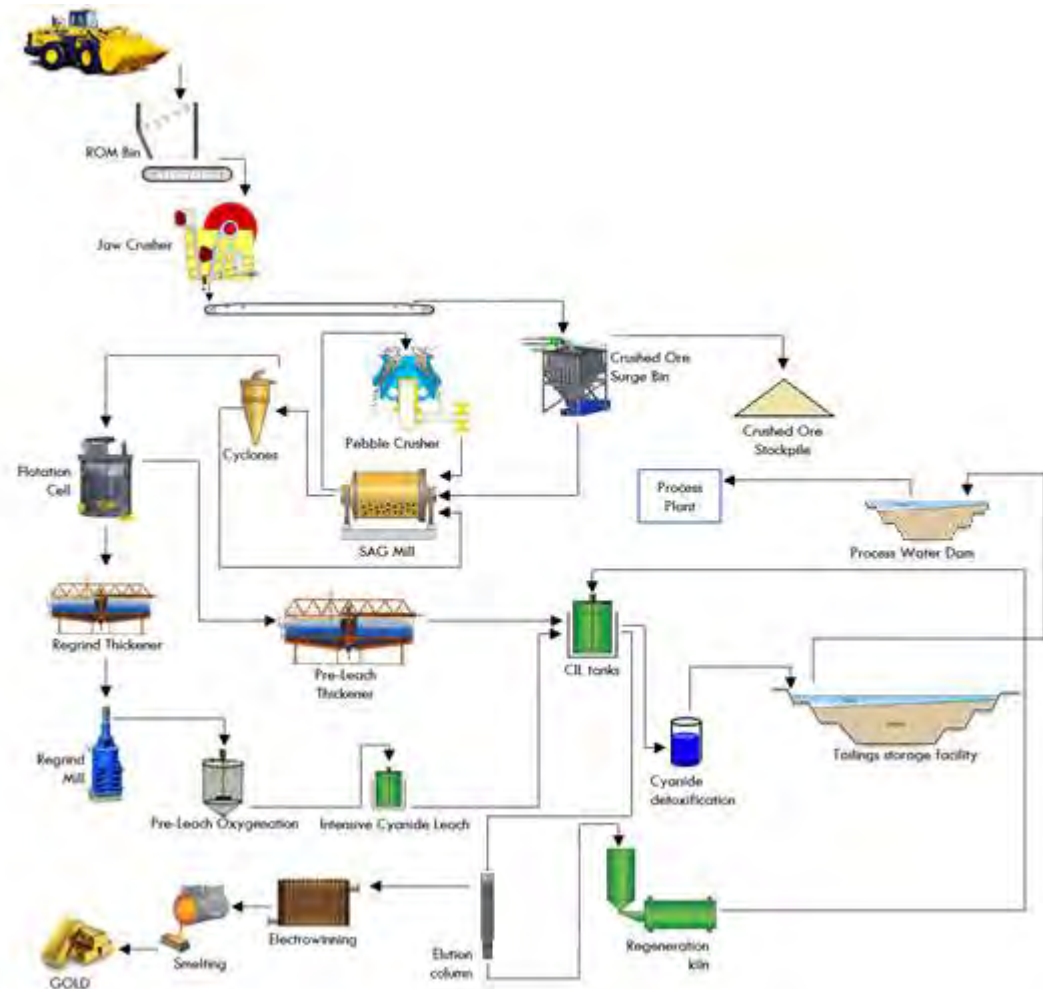 ROM Bin
Jaw Crusher
Crushed Ore
Surge Bin
Pebble Crusher
Cyclones
Crushed Ore
Stockpile
Flotation
Cell
Process
Plant
SAG Mill
Process Water Dam
Regrind Thickener
Pre-Leach
Thickener
CIL tanks
Tailings storage facility
Regrind
Mill
Cyanide
detoxification
Pre-Leach Oxygenation
Intensive Cyanide Leach
Electrowinning
Regeneration
kiln
Elution
column
Smelting
GOLD